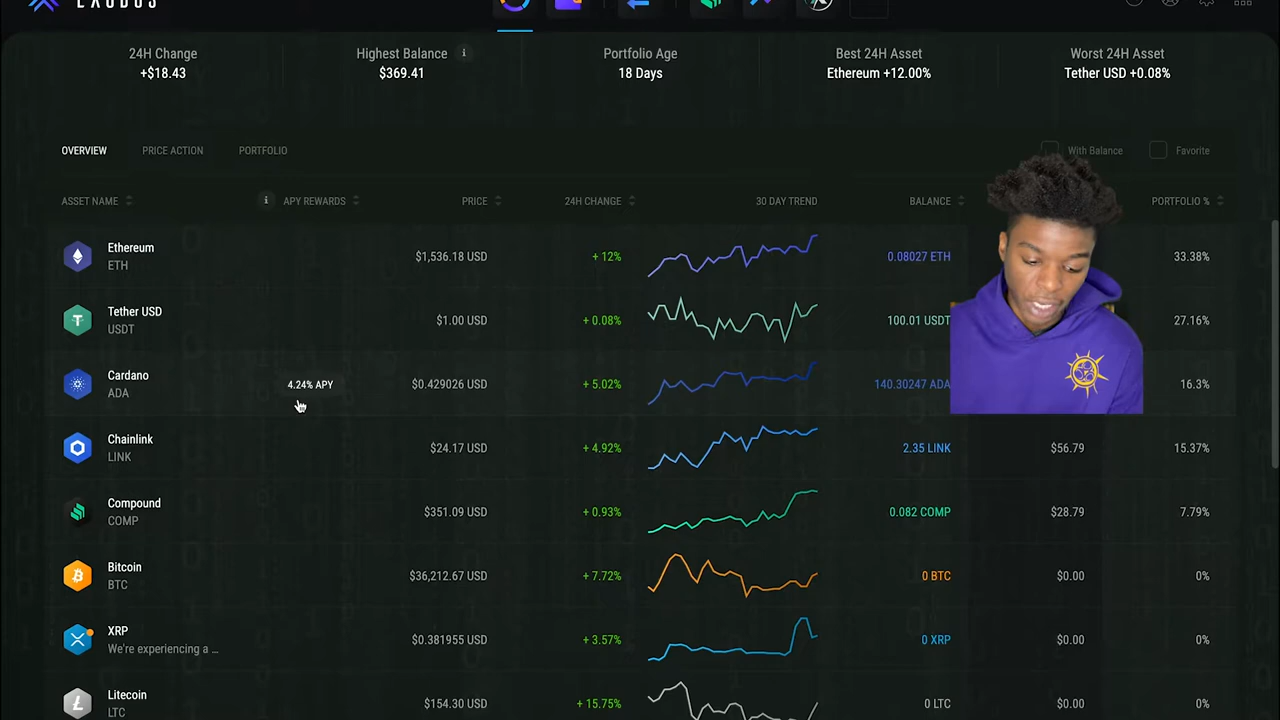 EXODUS
24H Change
+$18.43
Highest Balance i
$369.41
Portfolio Age
18 Days
Best 24H Asset
Ethereum +12.00%
Worst 24H Asset
Tether USD +0.08%
OVERVIEW PRICE ACTION PORTFOLIO With Balance Favorite
ASSET NAME i APY REWARDS PRICE 24H CHANGE 30 DAY TREND BALANCE PORTFOLIO %
Ethereum
ETH
$1,536.18 USD + 12% 0.08027 ETH 33.38%
Tether USD
USDT
$1.00 USD + 0.08% 100.01 USDT 27.16%
Cardano
ADA
4.24% APY $0.429026 USD + 5.02% 140.30247 ADA 16.3%
Chainlink
LINK
$24.17 USD + 4.92% 2.35 LINK $56.79 15.37%
Compound
COMP
$351.09 USD + 0.93% 0.082 COMP $28.79 7.79%
Bitcoin
BTC
$36,212.67 USD + 7.72% 0 BTC $0.00 0%
XRP
We're experiencing a ...
$0.381955 USD + 3.57% 0 XRP $0.00 0%
Litecoin
LTC
$154.30 USD + 15.75% 0 LTC $0.00 0%